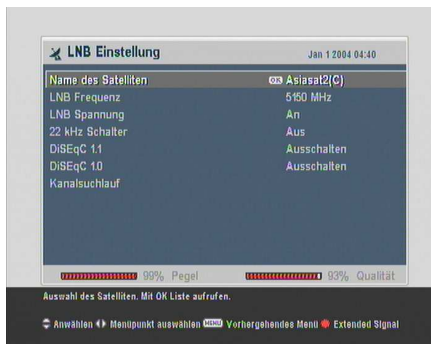 LNB Einstellung
Jan 1 2004 04:40
Name des Satelliten OK Asiasat2(C)
LNB Frequenz 5150 MHz
LNB Spannung An
22 kHz Schalter Aus
DiSEqC 1.1 Ausschalten
DiSEqC 1.0 Ausschalten
Kanalsuchlauf
99% Pegel 93% Qualität
Auswahl des Satelliten. Mit OK Liste aufrufen.
Anwählen Menüpunkt auswählen MENU Vorhergehendes Menü Extended Signal